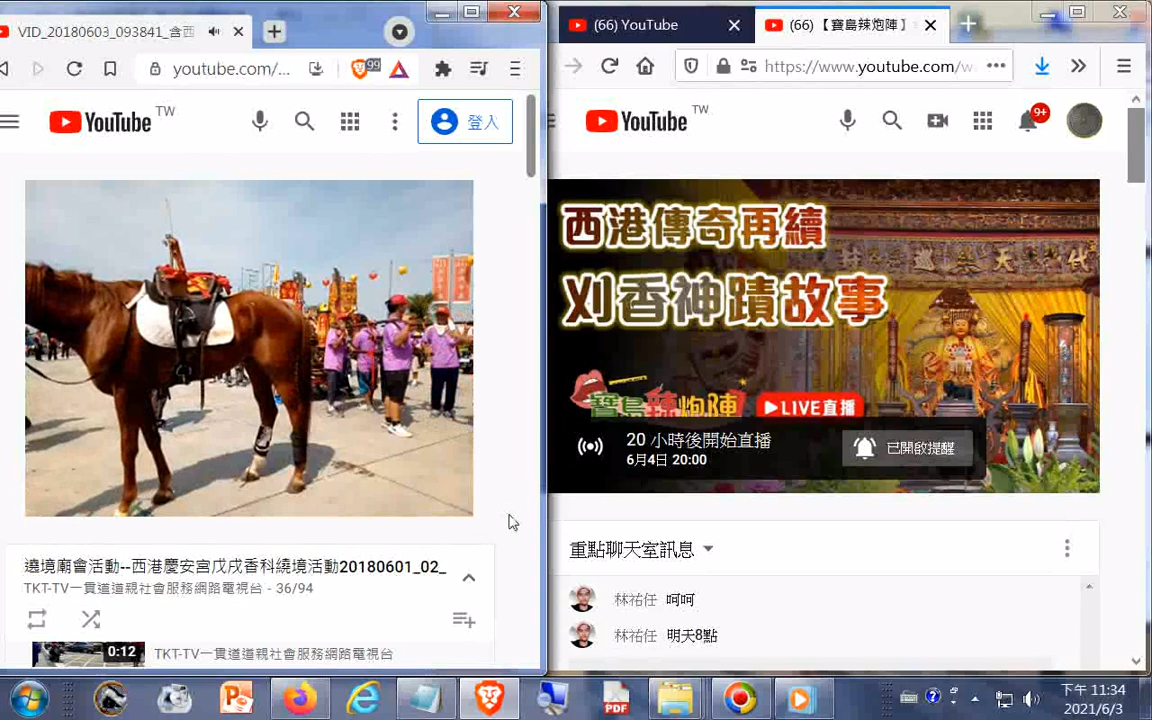 VID_20180603_093841_含西
youtube.com/...
99
YouTube TW
登入
遶境廟會活動--西港慶安宮戊戌香科繞境活動20180601_02_
TKT-TV一貫道道親社會服務網路電視台 - 36/94
0:12
TKT-TV一貫道道親社會服務網路電視台
(66) YouTube
(66) 【寶島辣炮陣】
https://www.youtube.com/w
YouTube TW
9+
西港傳奇再續
刈香神蹟故事
寶島辣炮陣
LIVE直播
20 小時後開始直播
6月4日 20:00
已開啟提醒
重點聊天室訊息
林祐任 呵呵
林祐任 明天8點
PDF
下午 11:34
2021/6/3